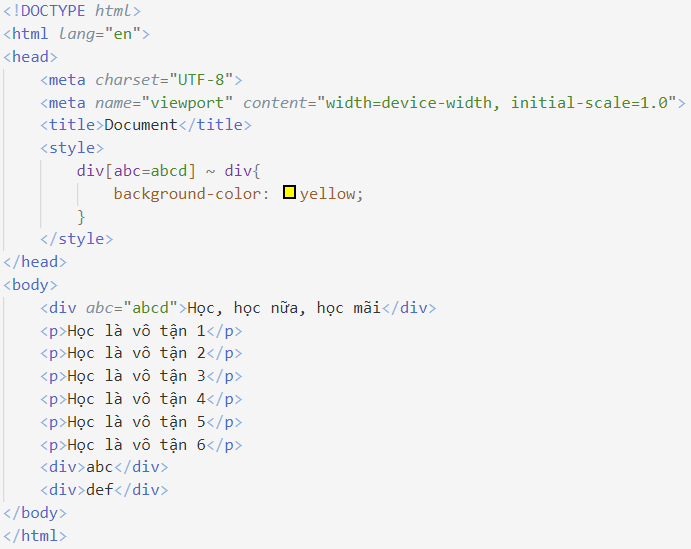 <!DOCTYPE html>
<html lang="en">
<head>
    <meta charset="UTF-8">
    <meta name="viewport" content="width=device-width, initial-scale=1.0">
    <title>Document</title>
    <style>
        div[abc=abcd] ~ div{
            background-color: yellow;
        }
    </style>
</head>
<body>
    <div abc="abcd">Học, học nữa, học mãi</div>
    <p>Học là vô tận 1</p>
    <p>Học là vô tận 2</p>
    <p>Học là vô tận 3</p>
    <p>Học là vô tận 4</p>
    <p>Học là vô tận 5</p>
    <p>Học là vô tận 6</p>
    <div>abc</div>
    <div>def</div>
</body>
</html>